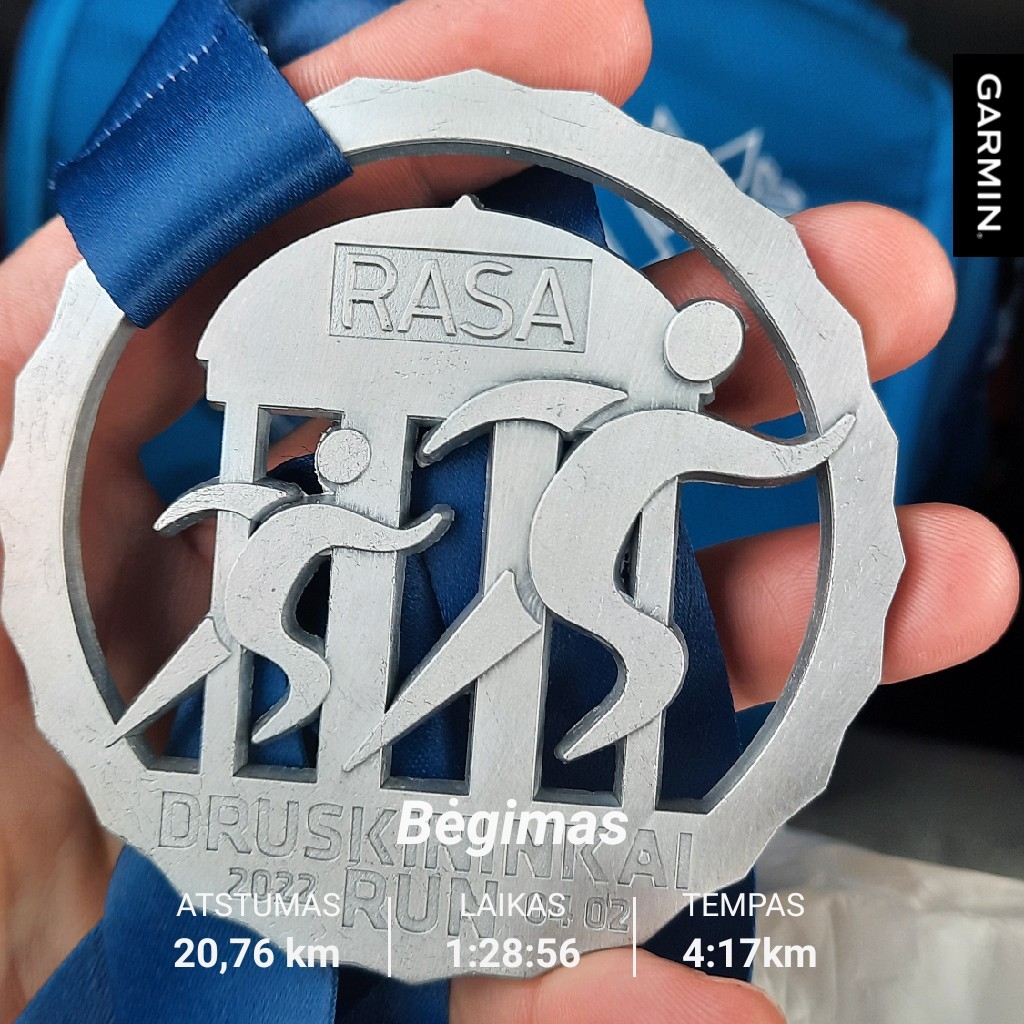 GARMIN
RASA
DRUSKININKAI
2022 RUN 04 02
Bėgimas
ATSTUMAS LAIKAS TEMPAS
20,76 km 1:28:56 4:17km